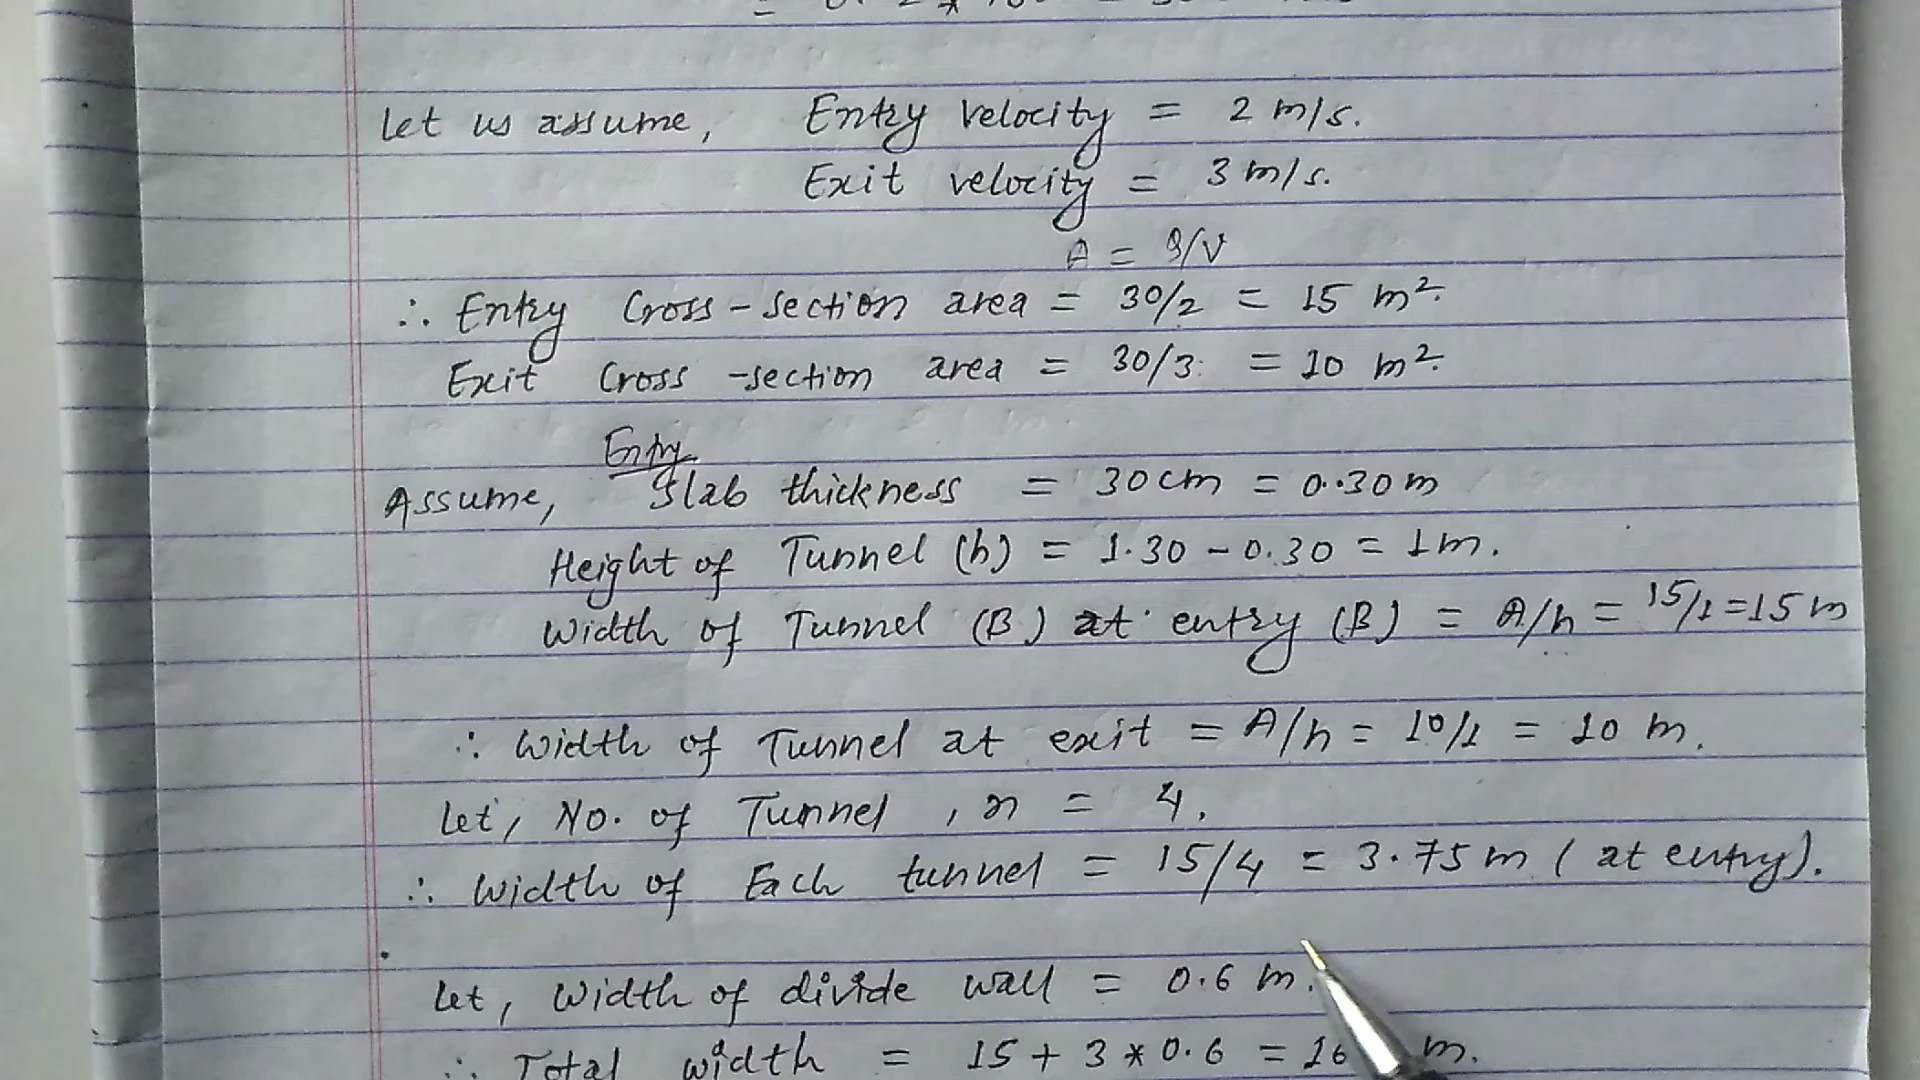 Let us assume, Entry velocity = 2 m/s.
Exit velocity = 3 m/s.
A = Q/V
∴ Entry Cross-section area = 30/2 = 15 m².
Exit Cross-section area = 30/3 = 10 m².
Entry
Assume, Slab thickness = 30cm = 0.30m
Height of Tunnel (h) = 1.30 - 0.30 = 1m.
Width of Tunnel (B) at entry (B) = A/h = 15/1 = 15 m
∴ Width of Tunnel at exit = A/h = 10/1 = 10 m.
Let, No. of Tunnel, n = 4.
∴ Width of Each tunnel = 15/4 = 3.75 m (at entry).
Let, Width of divide wall = 0.6 m.
∴ Total width = 15 + 3 * 0.6 = 16 m.